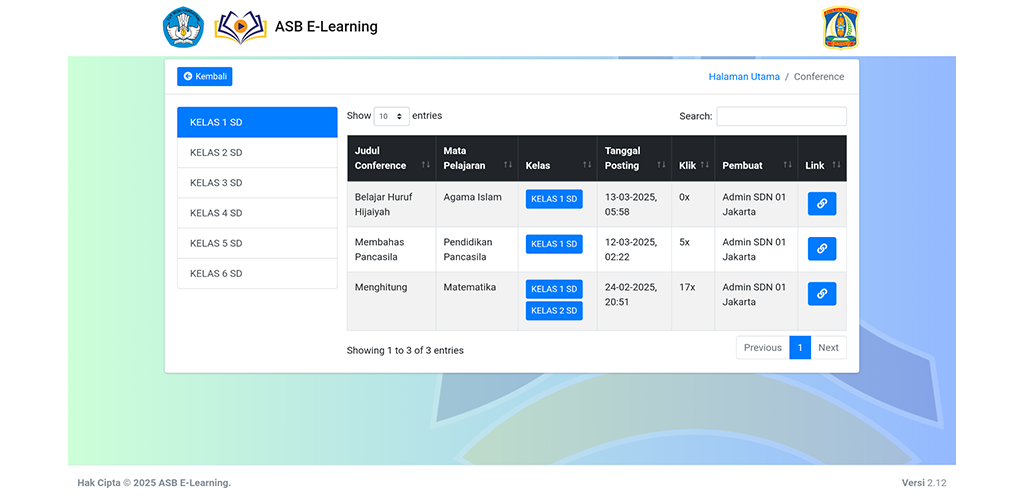 ASB E-Learning
Kembali
Halaman Utama / Conference
KELAS 1 SD
KELAS 2 SD
KELAS 3 SD
KELAS 4 SD
KELAS 5 SD
KELAS 6 SD
Show 10 entries
Search:
Judul Conference Mata Pelajaran Kelas Tanggal Posting Klik Pembuat Link
Belajar Huruf Hijaiyah Agama Islam KELAS 1 SD 13-03-2025, 05:58 0x Admin SDN 01 Jakarta
Membahas Pancasila Pendidikan Pancasila KELAS 1 SD 12-03-2025, 02:22 5x Admin SDN 01 Jakarta
Menghitung Matematika KELAS 1 SD KELAS 2 SD 24-02-2025, 20:51 17x Admin SDN 01 Jakarta
Showing 1 to 3 of 3 entries
Previous 1 Next
Hak Cipta © 2025 ASB E-Learning.
Versi 2.12